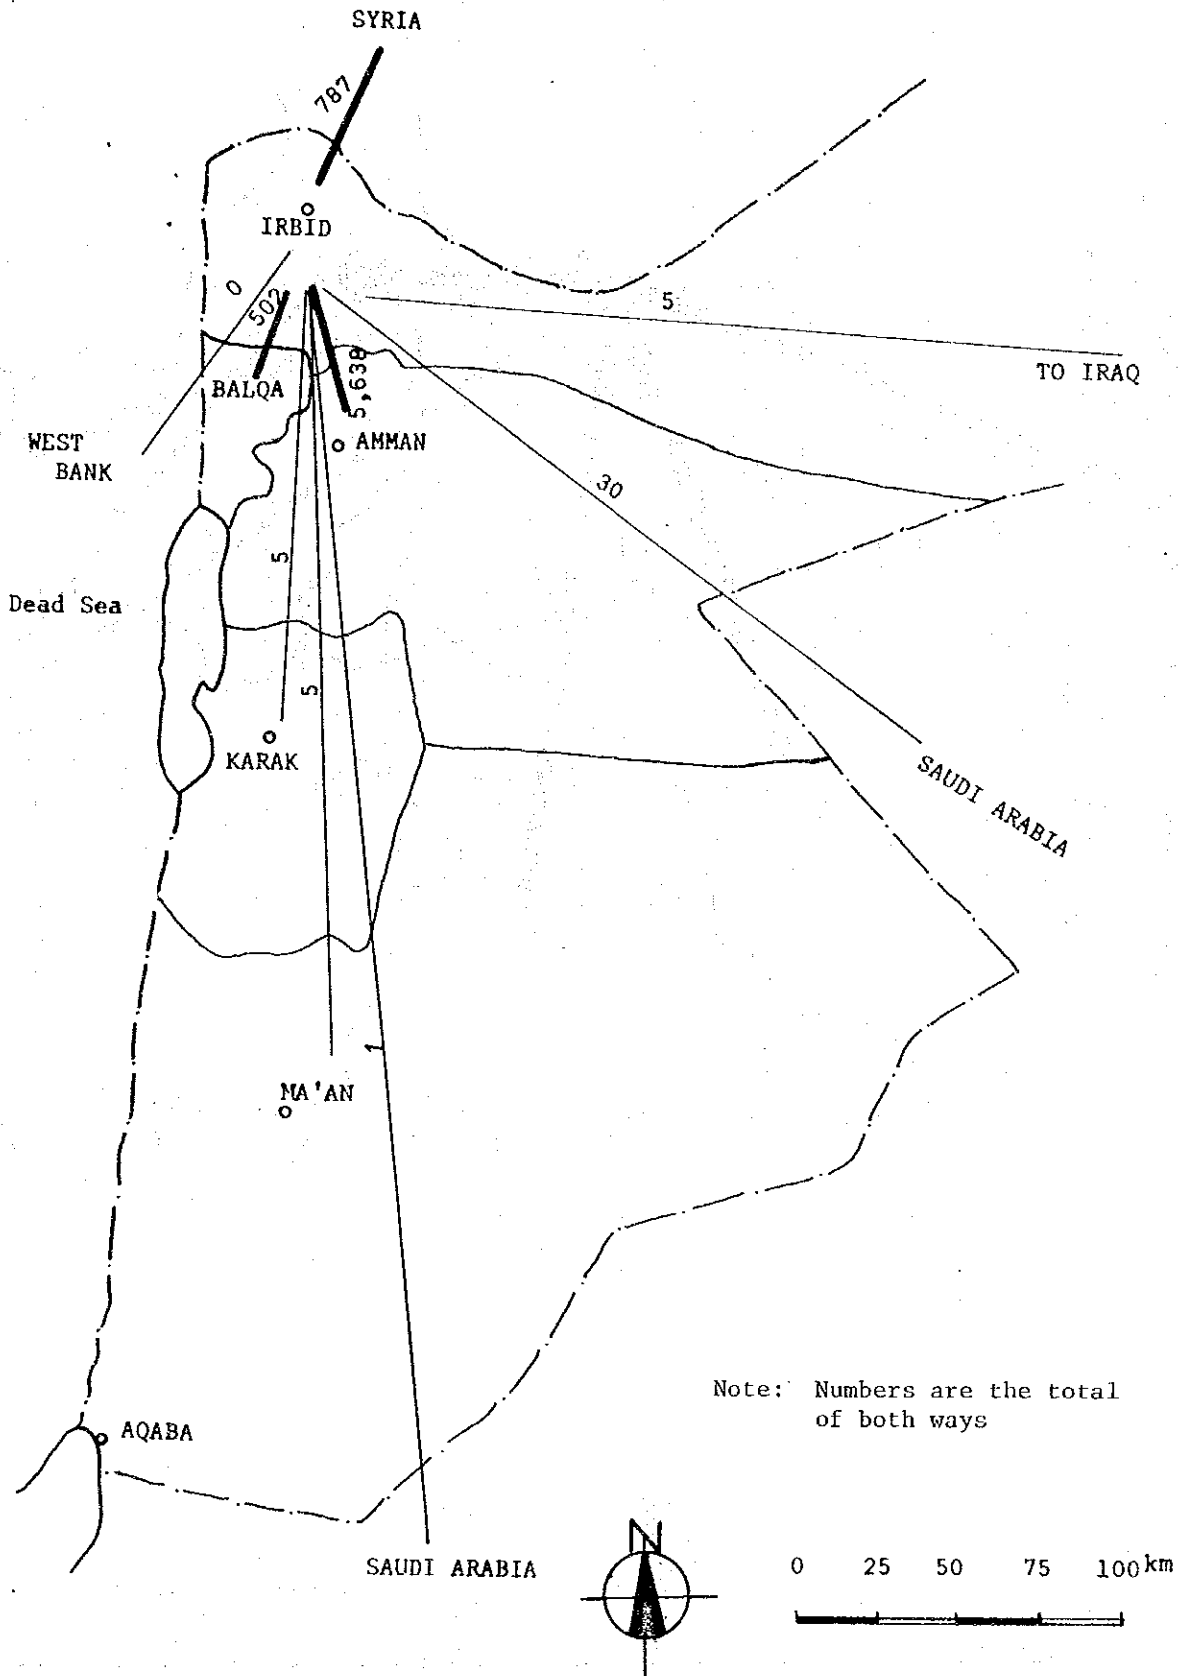 SYRIA
787
IRBID
0
502
5
TO IRAQ
BALQA
5,638
WEST
BANK
AMMAN
30
5
Dead Sea
5
KARAK
SAUDI ARABIA
1
MA'AN
Note: Numbers are the total
of both ways
AQABA
SAUDI ARABIA
N
0 25 50 75 100km